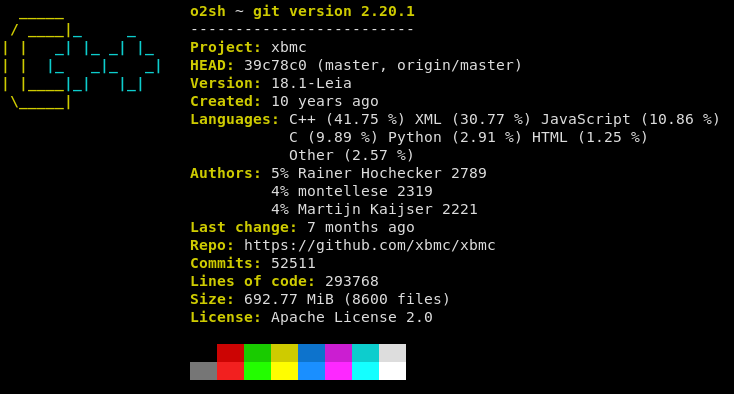 o2sh ~ git version 2.20.1
-------------------------
Project: xbmc
HEAD: 39c78c0 (master, origin/master)
Version: 18.1-Leia
Created: 10 years ago
Languages: C++ (41.75 %) XML (30.77 %) JavaScript (10.86 %)
C (9.89 %) Python (2.91 %) HTML (1.25 %)
Other (2.57 %)
Authors: 5% Rainer Hochecker 2789
4% montellese 2319
4% Martijn Kaijser 2221
Last change: 7 months ago
Repo: https://github.com/xbmc/xbmc
Commits: 52511
Lines of code: 293768
Size: 692.77 MiB (8600 files)
License: Apache License 2.0